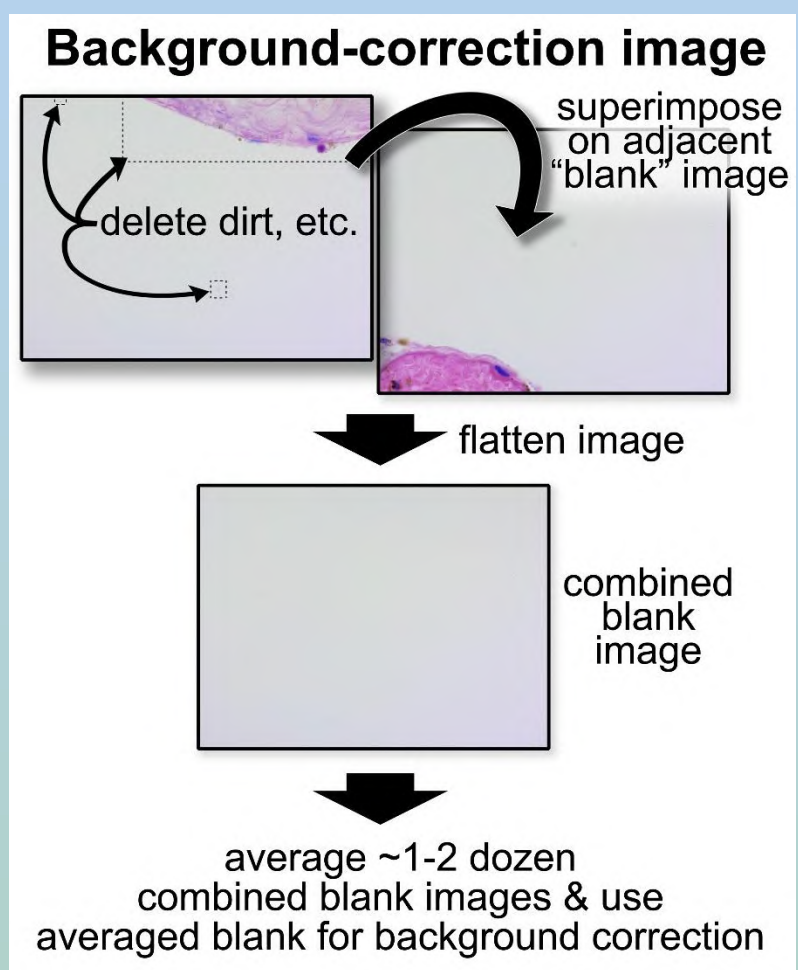 Background-correction image
superimpose
on adjacent
“blank” image
delete dirt, etc.
flatten image
combined
blank
image
average ~1-2 dozen
combined blank images & use
averaged blank for background correction